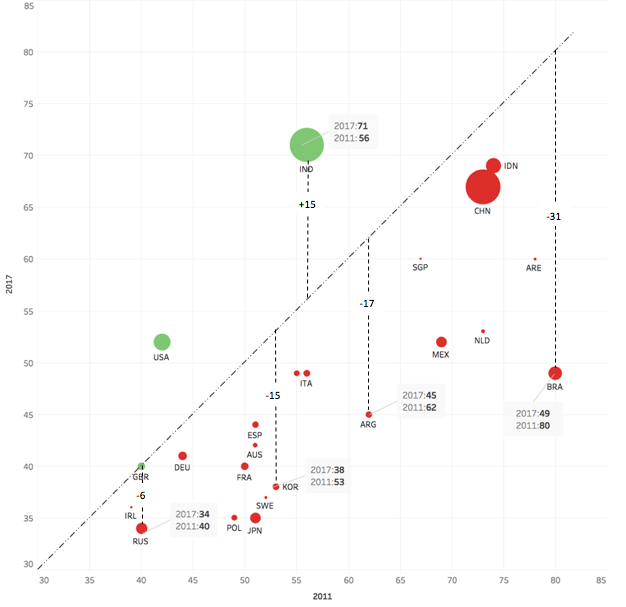 85
80
75
70
65
60
55
50
45
40
35
30
2017
2017:71
2011:56
IND
+15
IDN
CHN
-31
SGP
ARE
-17
USA
NLD
MEX
ITA
-15
BRA
2017:45
2011:62
ARG
2017:49
2011:80
ESP
AUS
GER
DEU
FRA
2017:38
2011:53
KOR
-6
SWE
IRL
2017:34
2011:40
RUS
POL
JPN
30
35
40
45
50
55
60
65
70
75
80
85
2011